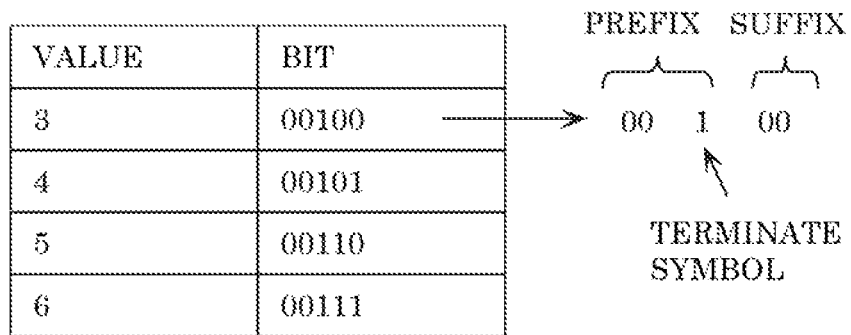 PREFIX SUFFIX
VALUE BIT
3 00100 00 1 00
4 00101
5 00110
6 00111
TERMINATE
SYMBOL